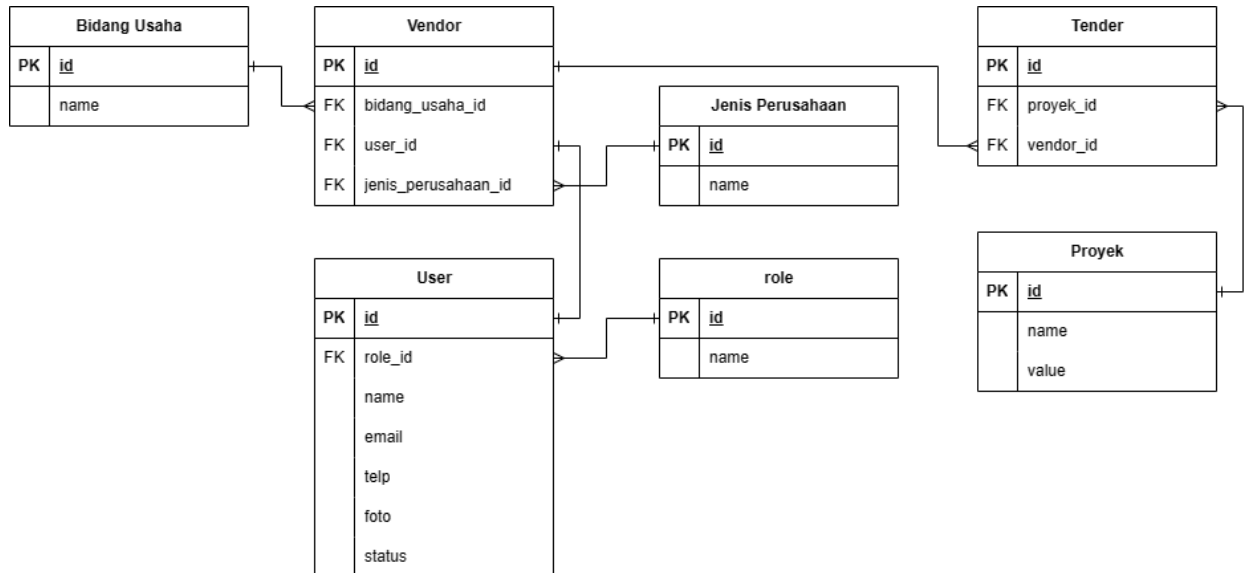 Bidang Usaha
PK id
name
Vendor
PK id
FK bidang_usaha_id
FK user_id
FK jenis_perusahaan_id
Jenis Perusahaan
PK id
name
Tender
PK id
FK proyek_id
FK vendor_id
User
PK id
FK role_id
name
email
telp
foto
status
role
PK id
name
Proyek
PK id
name
value